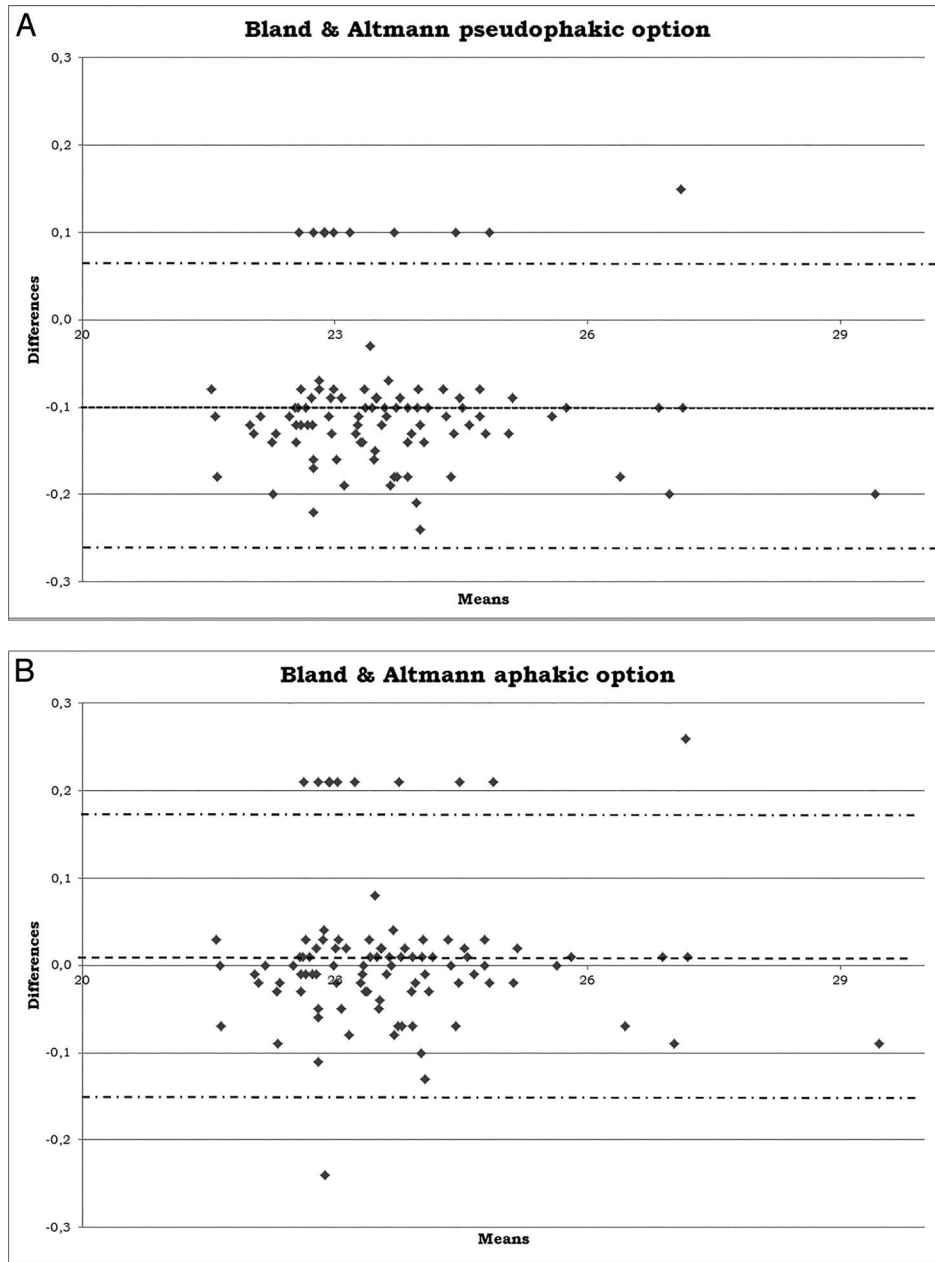 A
Bland & Altmann pseudophakic option
0,3
0,2
0,1
0,0
20 23 26 29
-0,1
-0,2
-0,3
Differences
Means
B
Bland & Altmann aphakic option
0,3
0,2
0,1
0,0
20 23 26 29
-0,1
-0,2
-0,3
Differences
Means